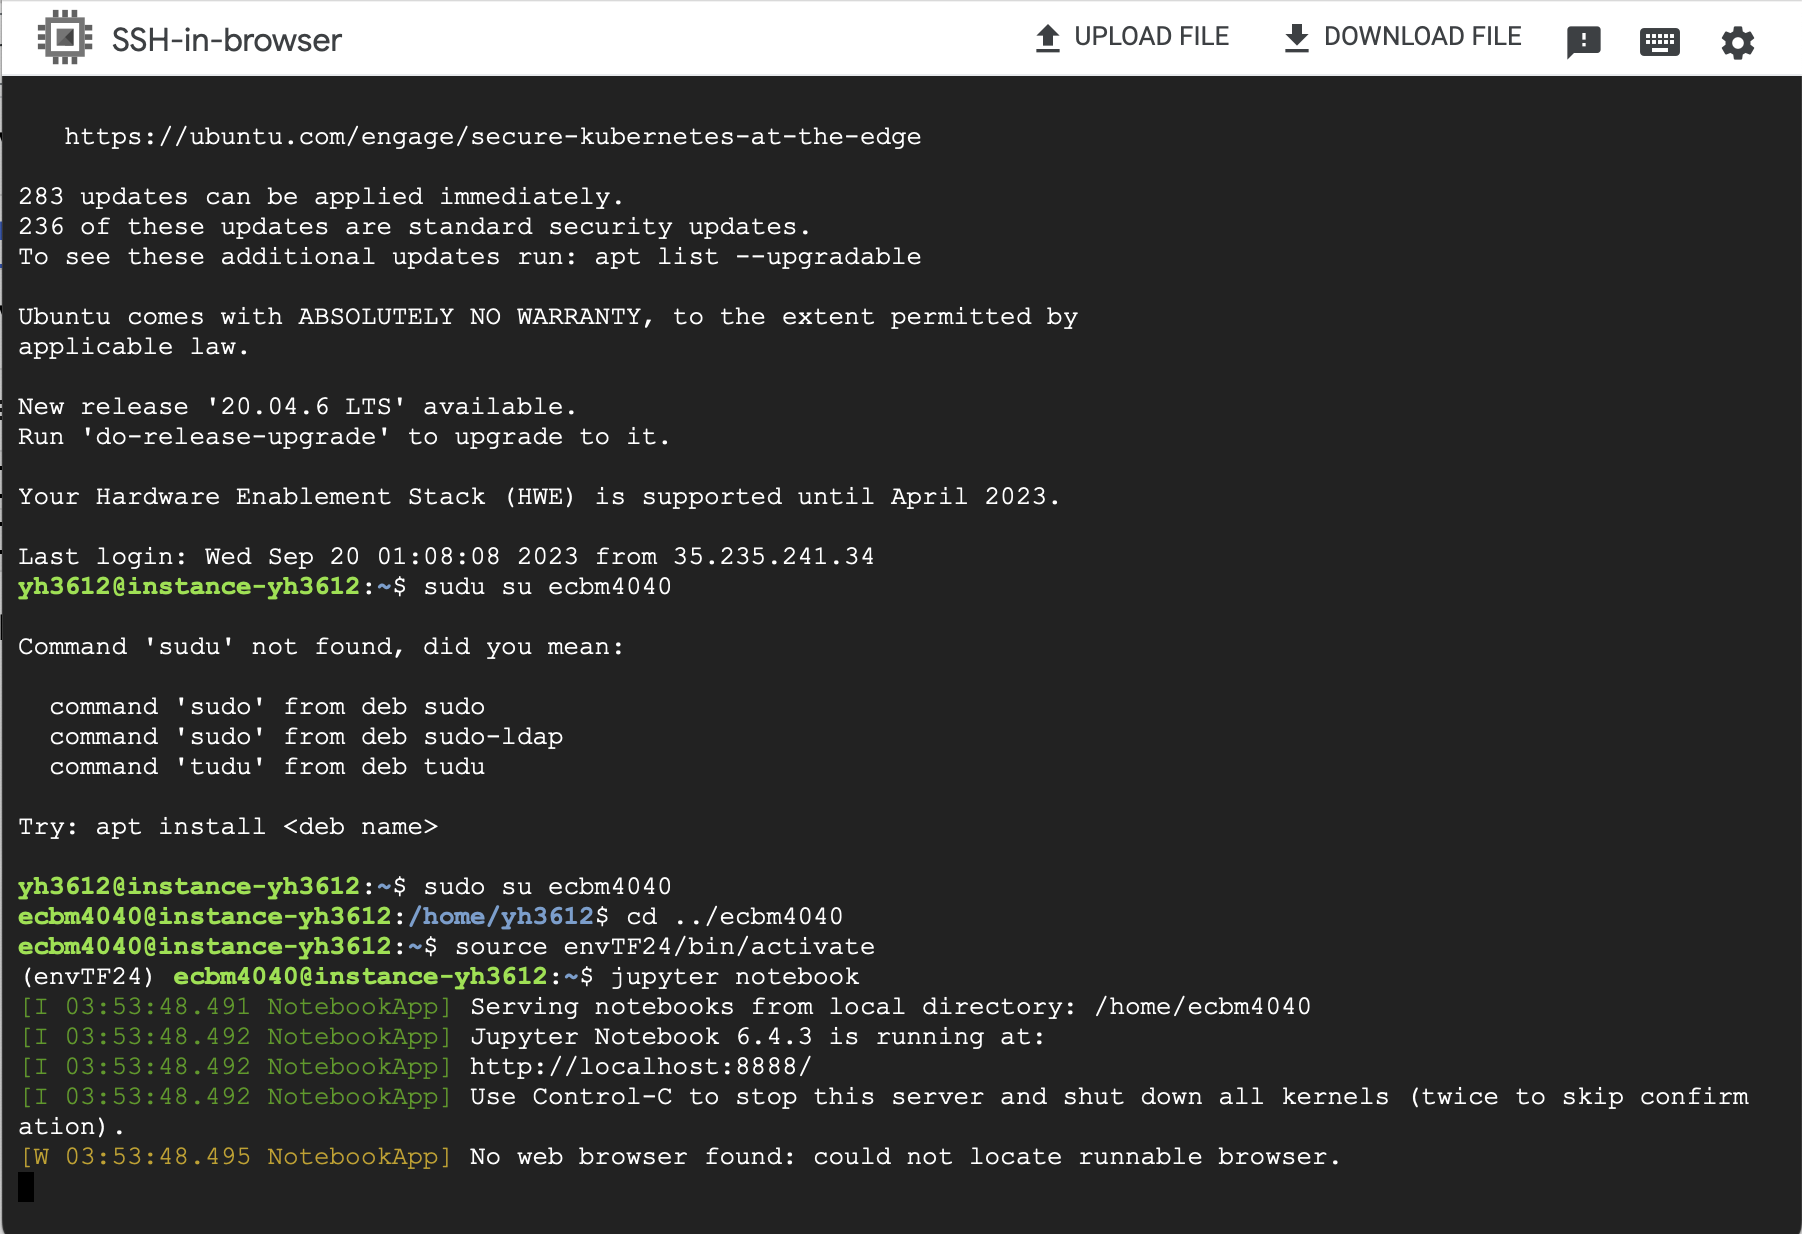 SSH-in-browser
UPLOAD FILE
DOWNLOAD FILE
https://ubuntu.com/engage/secure-kubernetes-at-the-edge
283 updates can be applied immediately.
236 of these updates are standard security updates.
To see these additional updates run: apt list --upgradable
Ubuntu comes with ABSOLUTELY NO WARRANTY, to the extent permitted by
applicable law.
New release '20.04.6 LTS' available.
Run 'do-release-upgrade' to upgrade to it.
Your Hardware Enablement Stack (HWE) is supported until April 2023.
Last login: Wed Sep 20 01:08:08 2023 from 35.235.241.34
yh3612@instance-yh3612:~$ sudu su ecbm4040
Command 'sudu' not found, did you mean:
command 'sudo' from deb sudo
command 'sudo' from deb sudo-ldap
command 'tudu' from deb tudu
Try: apt install <deb name>
yh3612@instance-yh3612:~$ sudo su ecbm4040
ecbm4040@instance-yh3612:/home/yh3612$ cd ../ecbm4040
ecbm4040@instance-yh3612:~$ source envTF24/bin/activate
(envTF24) ecbm4040@instance-yh3612:~$ jupyter notebook
[I 03:53:48.491 NotebookApp] Serving notebooks from local directory: /home/ecbm4040
[I 03:53:48.492 NotebookApp] Jupyter Notebook 6.4.3 is running at:
[I 03:53:48.492 NotebookApp] http://localhost:8888/
[I 03:53:48.492 NotebookApp] Use Control-C to stop this server and shut down all kernels (twice to skip confirm
ation).
[W 03:53:48.495 NotebookApp] No web browser found: could not locate runnable browser.